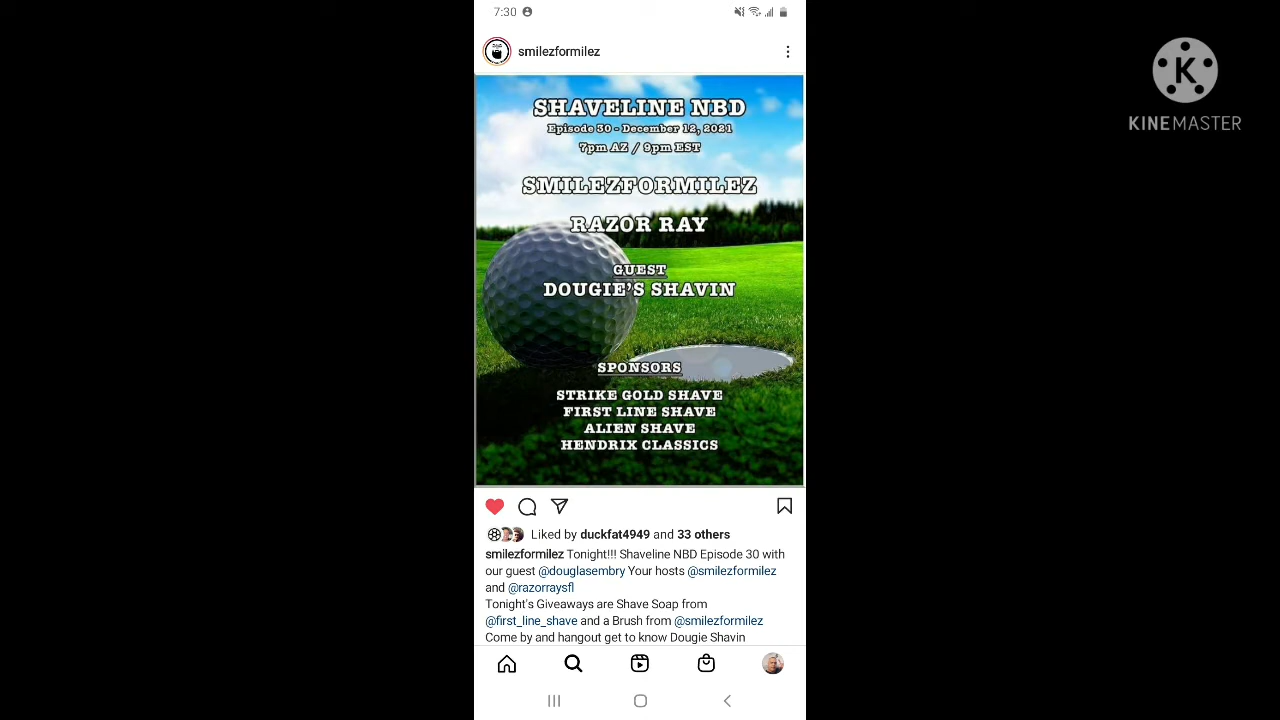 7:30
smilezformilez
SHAVELINE NBD
Episode 30 - December 12, 2021
7pm AZ / 9pm EST
SMILEZFORMILEZ
RAZOR RAY
GUEST
DOUGIE'S SHAVIN
SPONSORS
STRIKE GOLD SHAVE
FIRST LINE SHAVE
ALIEN SHAVE
HENDRIX CLASSICS
Liked by duckfat4949 and 33 others
smilezformilez Tonight!!! Shaveline NBD Episode 30 with
our guest @douglasembry Your hosts @smilezformilez
and @razorraysfl
Tonight's Giveaways are Shave Soap from
@first_line_shave and a Brush from @smilezformilez
Come by and hangout get to know Dougie Shavin
K
KINEMASTER